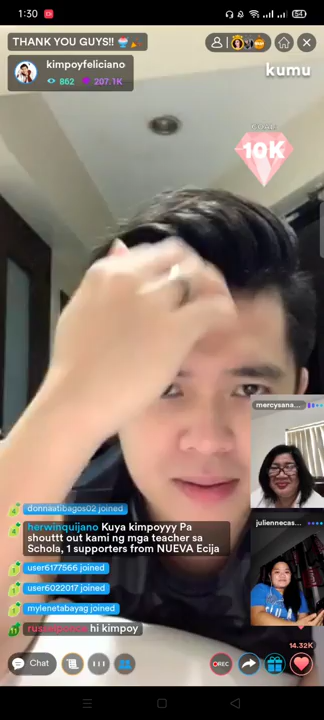 1:30
54
THANK YOU GUYS!!
kimpoyfeliciano
862 207.1K
kumu
GOAL:
10K
mercysana...
juliennecas...
donnaatibagos02 joined
herwinquijano Kuya kimpoyyy Pa
shouttt out kami ng mga teacher sa
Schola, 1 supporters from NUEVA Ecija
user6177566 joined
user6022017 joined
mylenetabayag joined
hi kimpoy
14.32K
Chat
REC